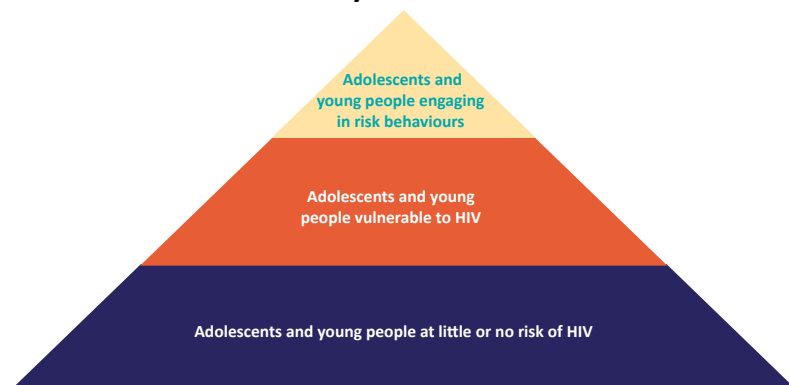 Adolescents and
young people engaging
in risk behaviours
Adolescents and young
people vulnerable to HIV
Adolescents and young people at little or no risk of HIV